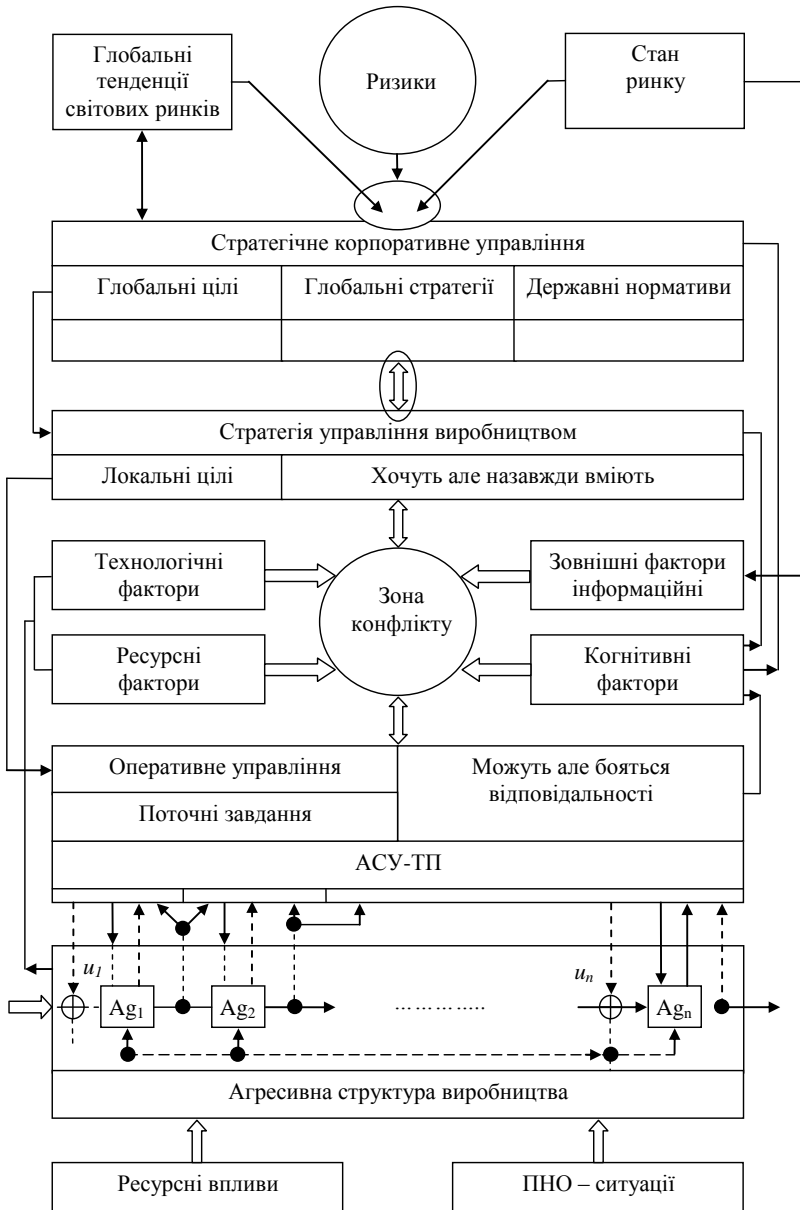 Глобальні
тенденції
світових ринків
Ризики
Стан
ринку
Стратегічне корпоративне управління
Глобальні цілі
Глобальні стратегії
Державні нормативи
Стратегія управління виробництвом
Локальні цілі
Хочуть але назавжди вміють
Технологічні
фактори
Зона
конфлікту
Зовнішні фактори
інформаційні
Ресурсні
фактори
Когнітивні
фактори
Оперативне управління
Можуть але бояться
відповідальності
Поточні завдання
АСУ-ТП
u1
un
Ag1
Ag2
……………..
Agn
Агресивна структура виробництва
Ресурсні впливи
ПНО – ситуації